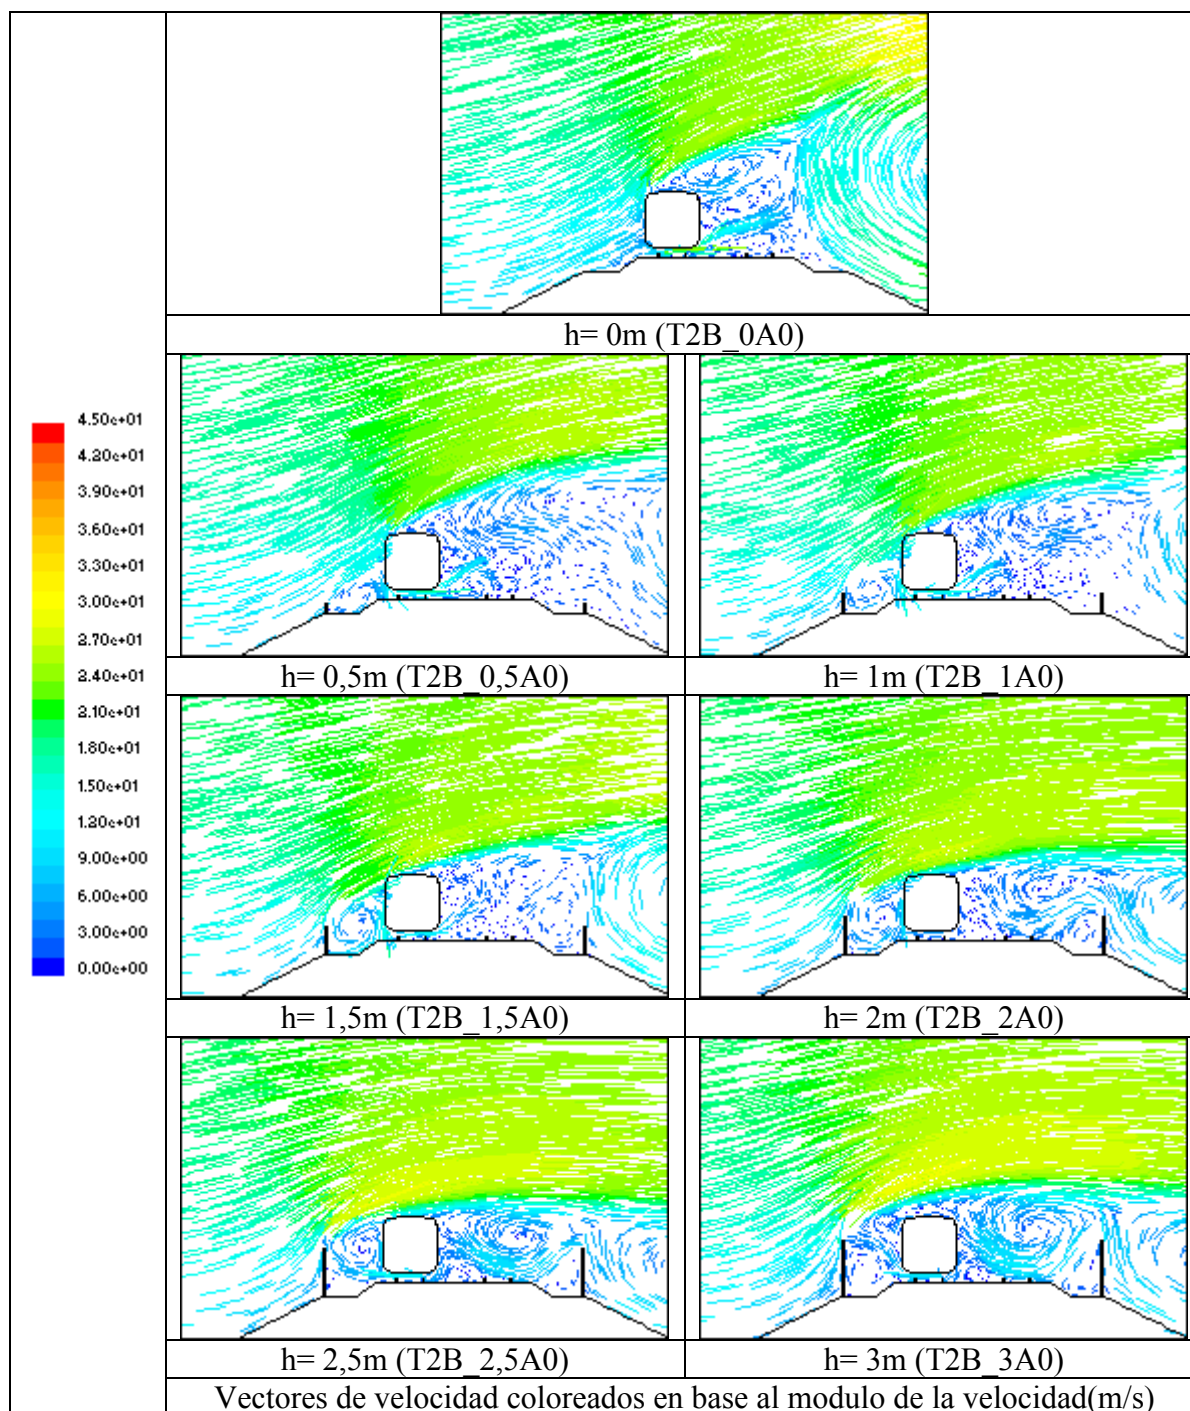 h= 0m (T2B_0A0)
4.50e+01
4.20e+01
3.90e+01
3.60e+01
3.30e+01
3.00e+01
2.70e+01
2.40e+01
2.10e+01
1.80e+01
1.50e+01
1.20e+01
9.00e+00
6.00e+00
3.00e+00
0.00e+00
h= 0,5m (T2B_0,5A0)
h= 1m (T2B_1A0)
h= 1,5m (T2B_1,5A0)
h= 2m (T2B_2A0)
h= 2,5m (T2B_2,5A0)
h= 3m (T2B_3A0)
Vectores de velocidad coloreados en base al modulo de la velocidad(m/s)